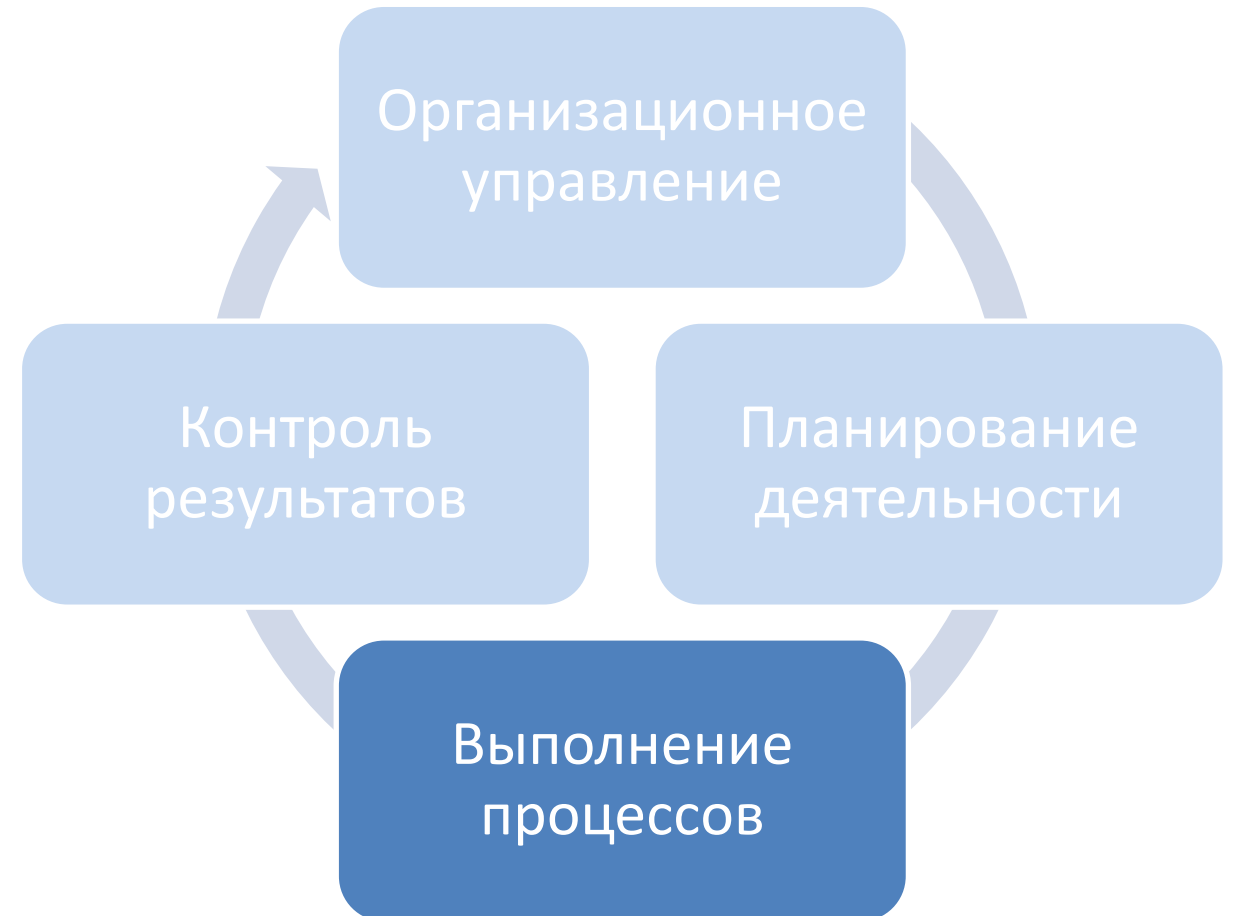 Организационное
управление
Контроль
результатов
Планирование
деятельности
Выполнение
процессов